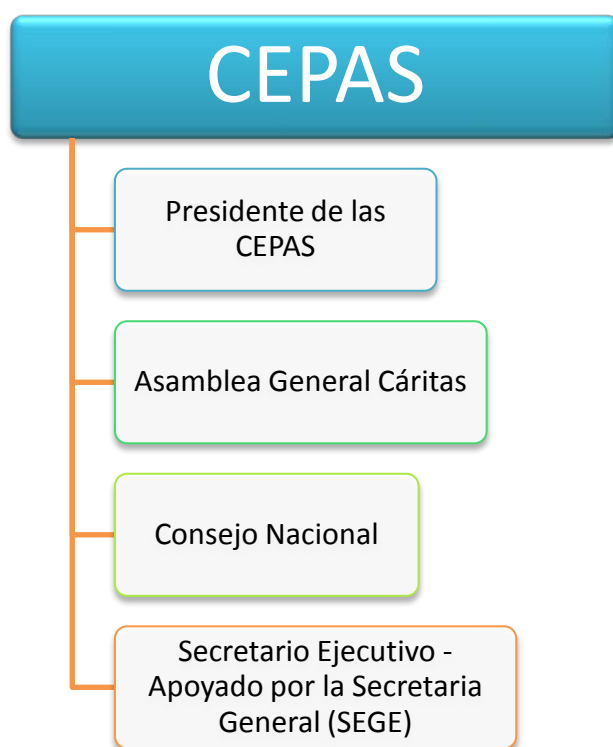 CEPAS
Presidente de las
CEPAS
Asamblea General Cáritas
Consejo Nacional
Secretario Ejecutivo -
Apoyado por la Secretaria
General (SEGE)